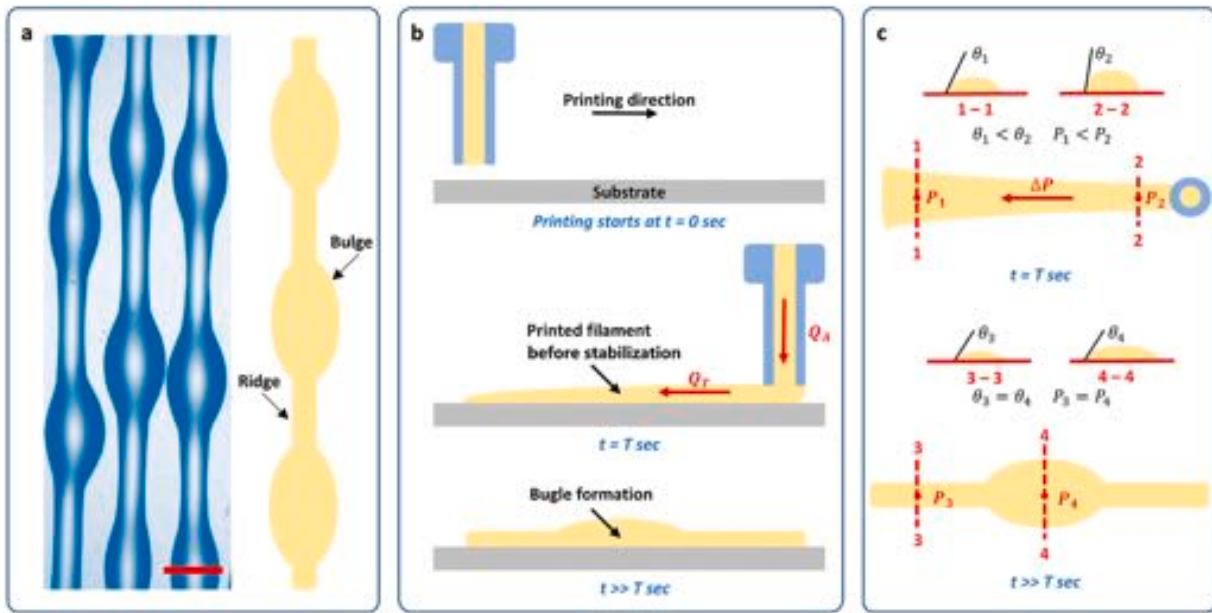 a
Bulge
Ridge
b
Printing direction
Substrate
Printing starts at t = 0 sec
Printed filament
before stabilization
Q_A
Q_T
t = T sec
Bugle formation
t >> T sec
c
θ₁ θ₂
1 – 1 2 – 2
θ₁ < θ₂ P₁ < P₂
1 2
P₁ ΔP P₂
1 2
t = T sec
θ₃ θ₄
3 – 3 4 – 4
θ₃ = θ₄ P₃ = P₄
3 4
P₃ P₄
3 4
t >> T sec